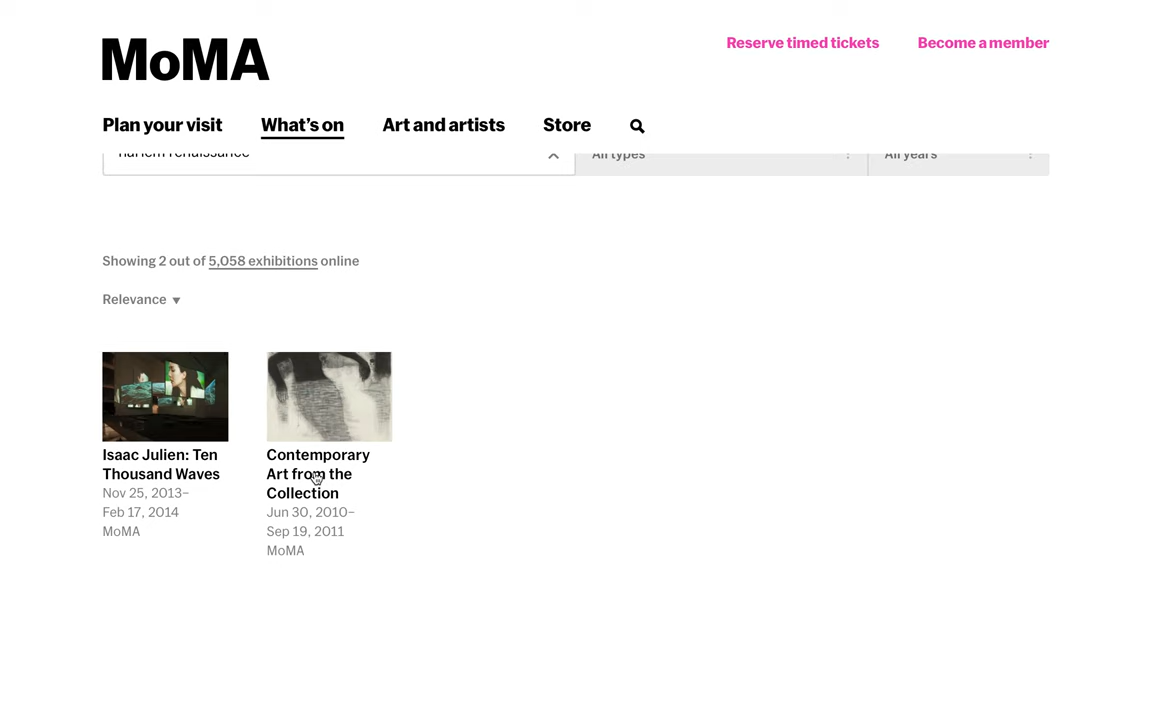 MoMA
Reserve timed tickets
Become a member
Plan your visit
What's on
Art and artists
Store
harlem renaissance
All types
All years
Showing 2 out of 5,058 exhibitions online
Relevance ▼
Isaac Julien: Ten
Thousand Waves
Nov 25, 2013–
Feb 17, 2014
MoMA
Contemporary
Art from the
Collection
Jun 30, 2010–
Sep 19, 2011
MoMA